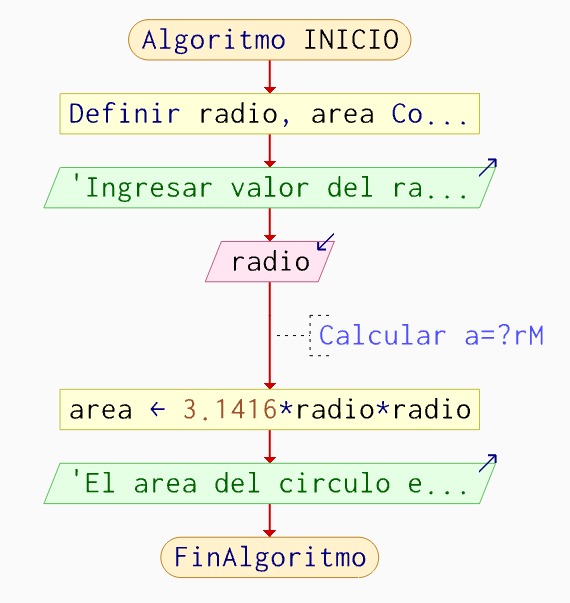 Algoritmo INICIO
Definir radio, area Co...
'Ingresar valor del ra...
radio
Calcular a=?rM
area ← 3.1416*radio*radio
'El area del circulo e...
FinAlgoritmo